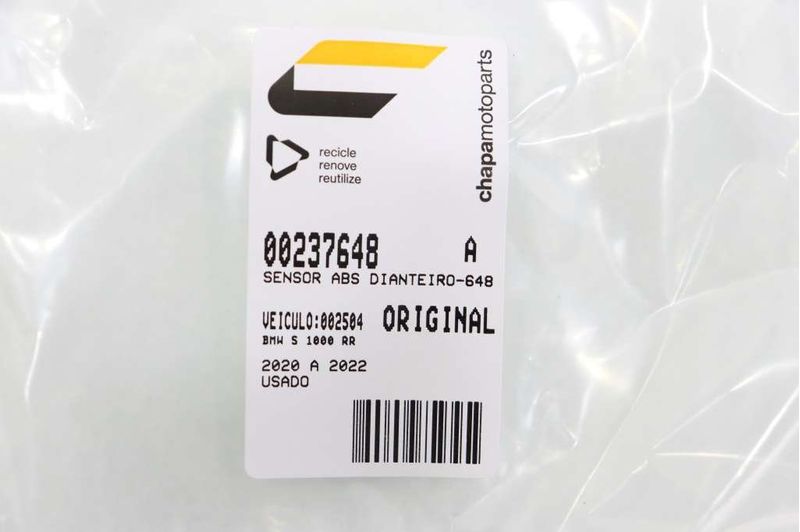 chapamotoparts
recicle
renove
reutilize
00237648 A
SENSOR ABS DIANTEIRO-648
VEICULO:002504 ORIGINAL
BMW S 1000 RR
2020 A 2022
USADO